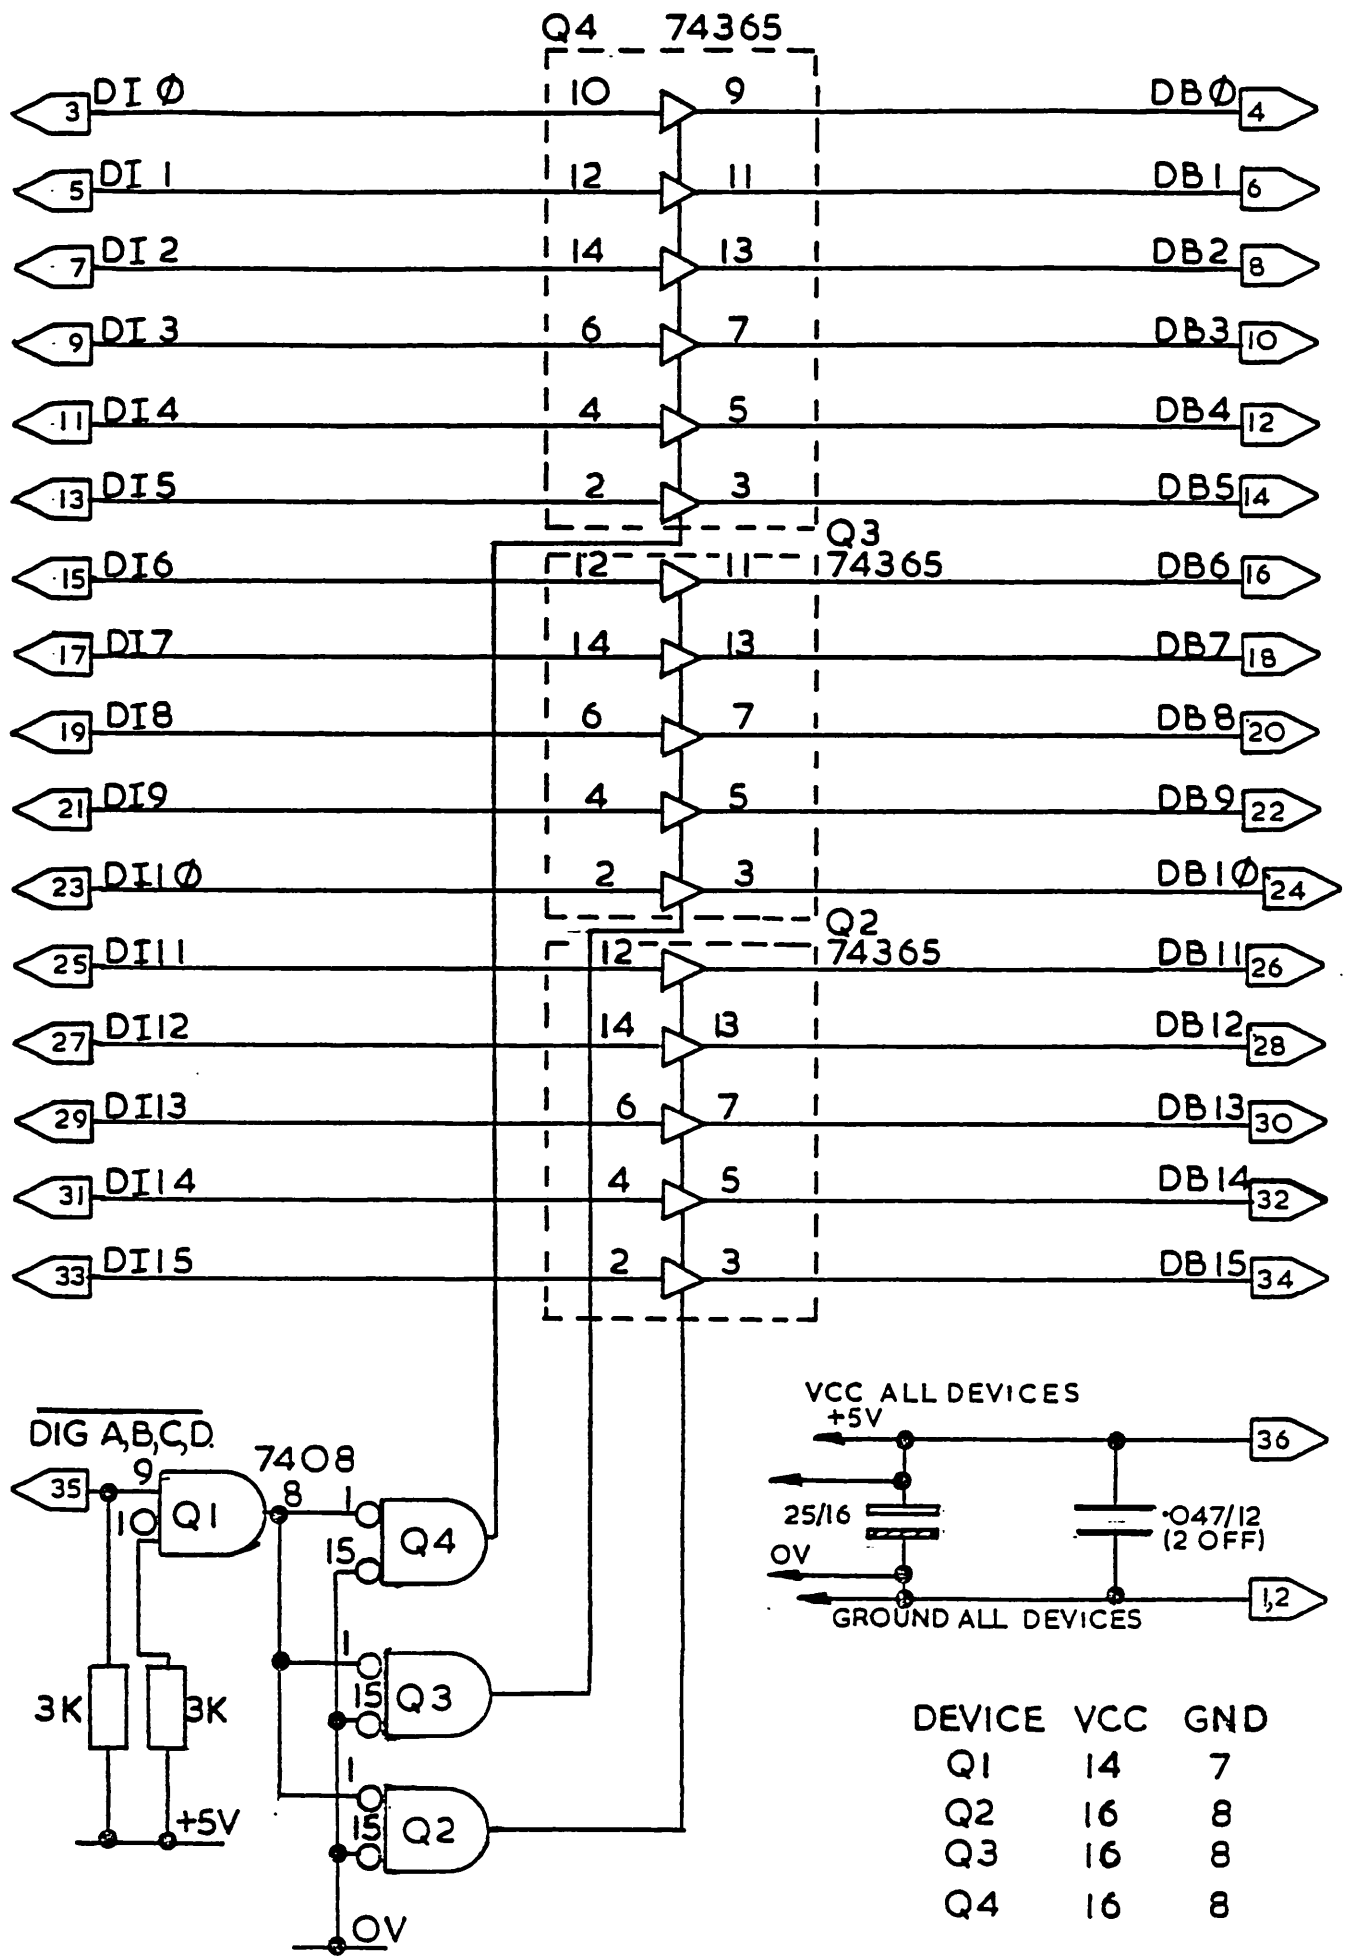 Q4 74365
3 DI Ø 10 9 DBØ 4
5 DI 1 12 11 DB1 6
7 DI 2 14 13 DB2 8
9 DI 3 6 7 DB3 10
11 DI4 4 5 DB4 12
13 DI5 2 3 DB5 14
Q3
74365
15 DI6 12 11 DB6 16
17 DI7 14 13 DB7 18
19 DI8 6 7 DB8 20
21 DI9 4 5 DB9 22
23 DI1Ø 2 3 DB1Ø 24
Q2
74365
25 DI11 12 DB11 26
27 DI12 14 13 DB12 28
29 DI13 6 7 DB13 30
31 DI14 4 5 DB14 32
33 DI15 2 3 DB15 34
DIG A,B,C,D.
35 9 10 Q1 7408 8
1 15 Q4
1 15 Q3
1 15 Q2
3K 3K
+5V
0V
VCC ALL DEVICES
+5V 36
25/16 .047/12
(2 OFF)
0V
1,2
GROUND ALL DEVICES
DEVICE VCC GND
Q1 14 7
Q2 16 8
Q3 16 8
Q4 16 8